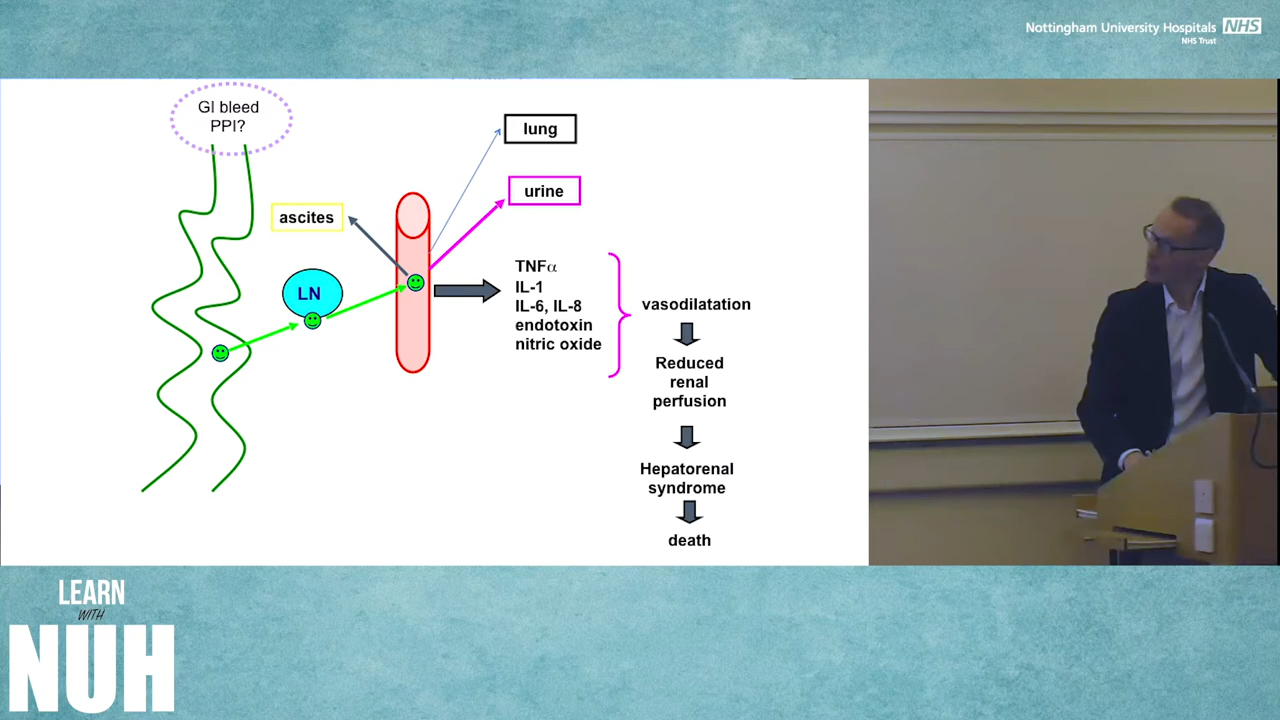 Nottingham University Hospitals NHS
NHS Trust
GI bleed
PPI?
lung
urine
ascites
LN
TNFα
IL-1
IL-6, IL-8
endotoxin
nitric oxide
vasodilatation
Reduced
renal
perfusion
Hepatorenal
syndrome
death
LEARN
WITH
NUH